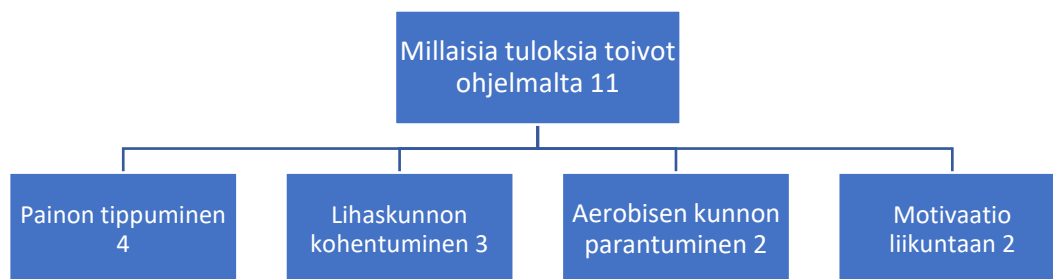 Millaisia tuloksia toivot
ohjelmalta 11
Painon tippuminen
4
Lihaskunnon
kohentuminen 3
Aerobisen kunnon
parantuminen 2
Motivaatio
liikuntaan 2